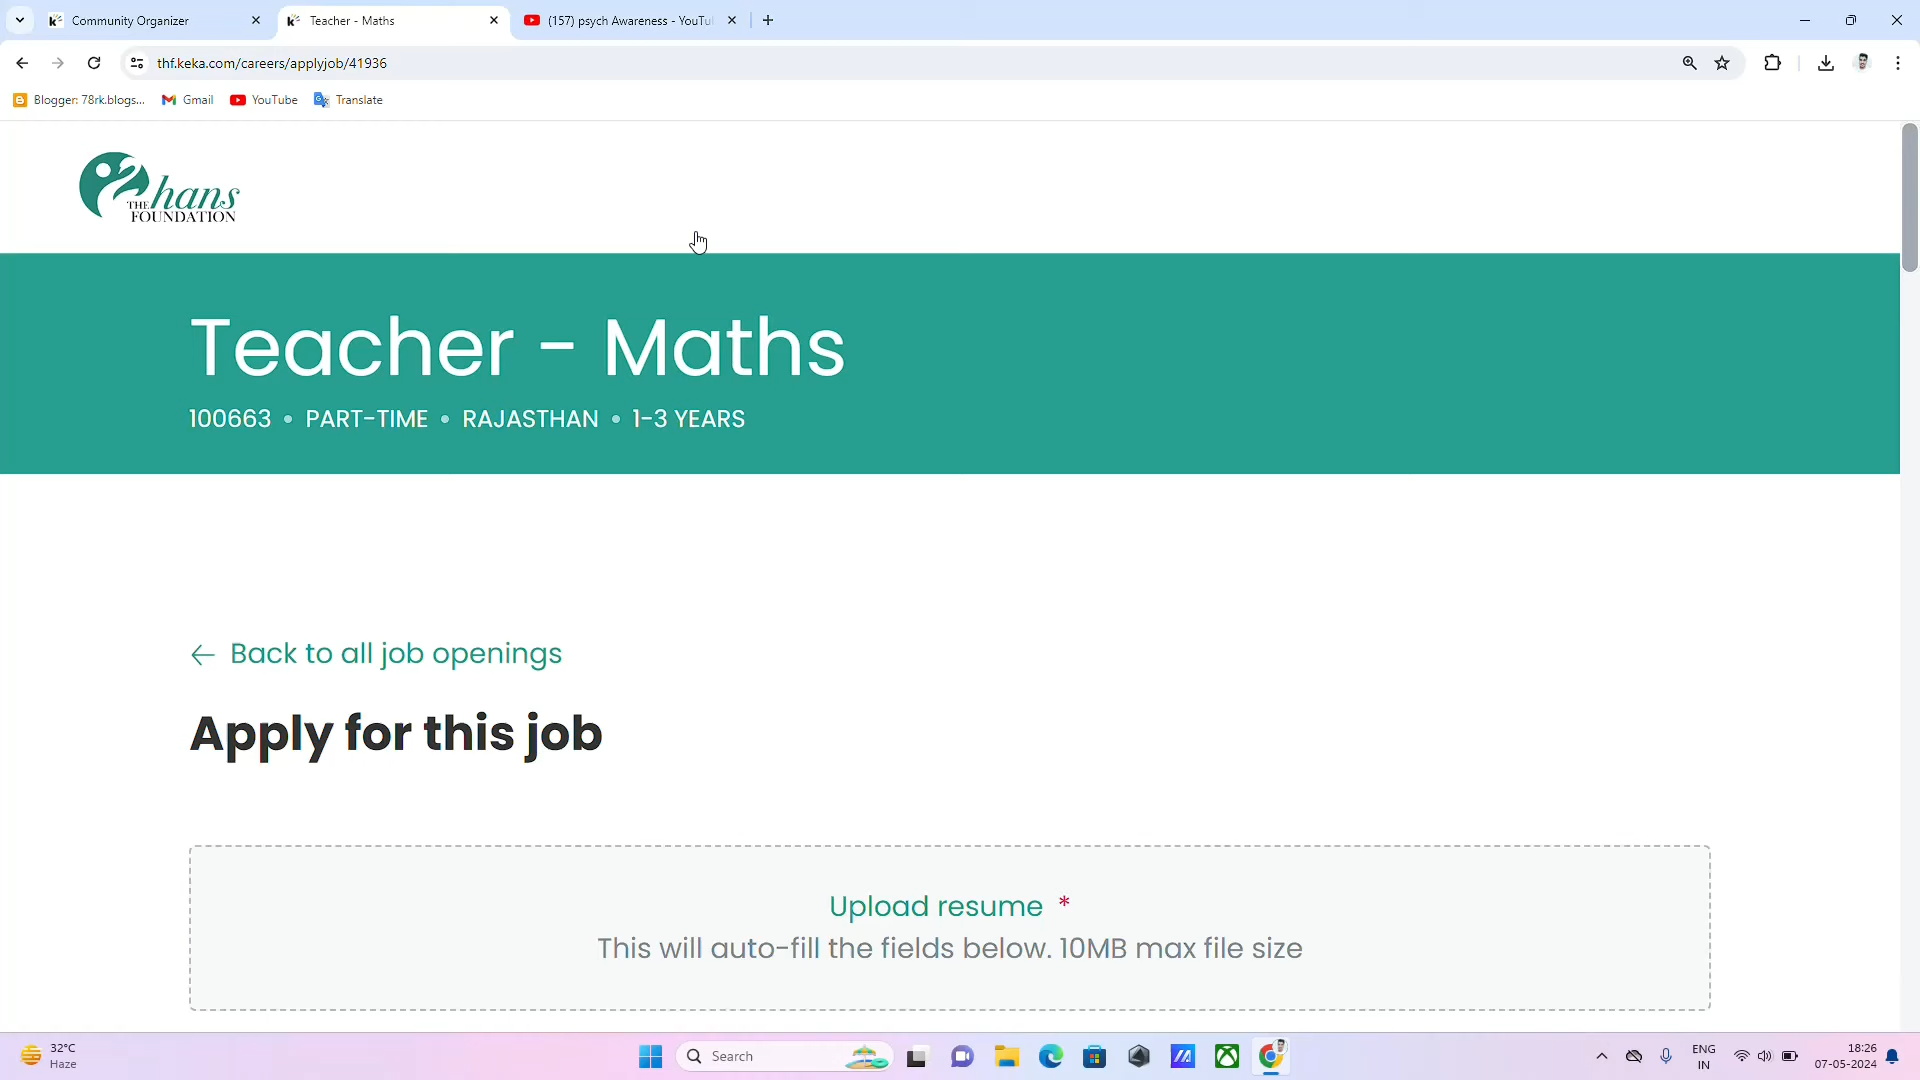 Community Organizer
Teacher - Maths
(157) psych Awareness - YouTu
thf.keka.com/careers/applyjob/41936
Blogger: 78rk.blogs...
Gmail
YouTube
Translate
THE hans
FOUNDATION
Teacher - Maths
100663 • PART-TIME • RAJASTHAN • 1-3 YEARS
← Back to all job openings
Apply for this job
Upload resume *
This will auto-fill the fields below. 10MB max file size
32°C
Haze
Search
ENG
IN
18:26
07-05-2024